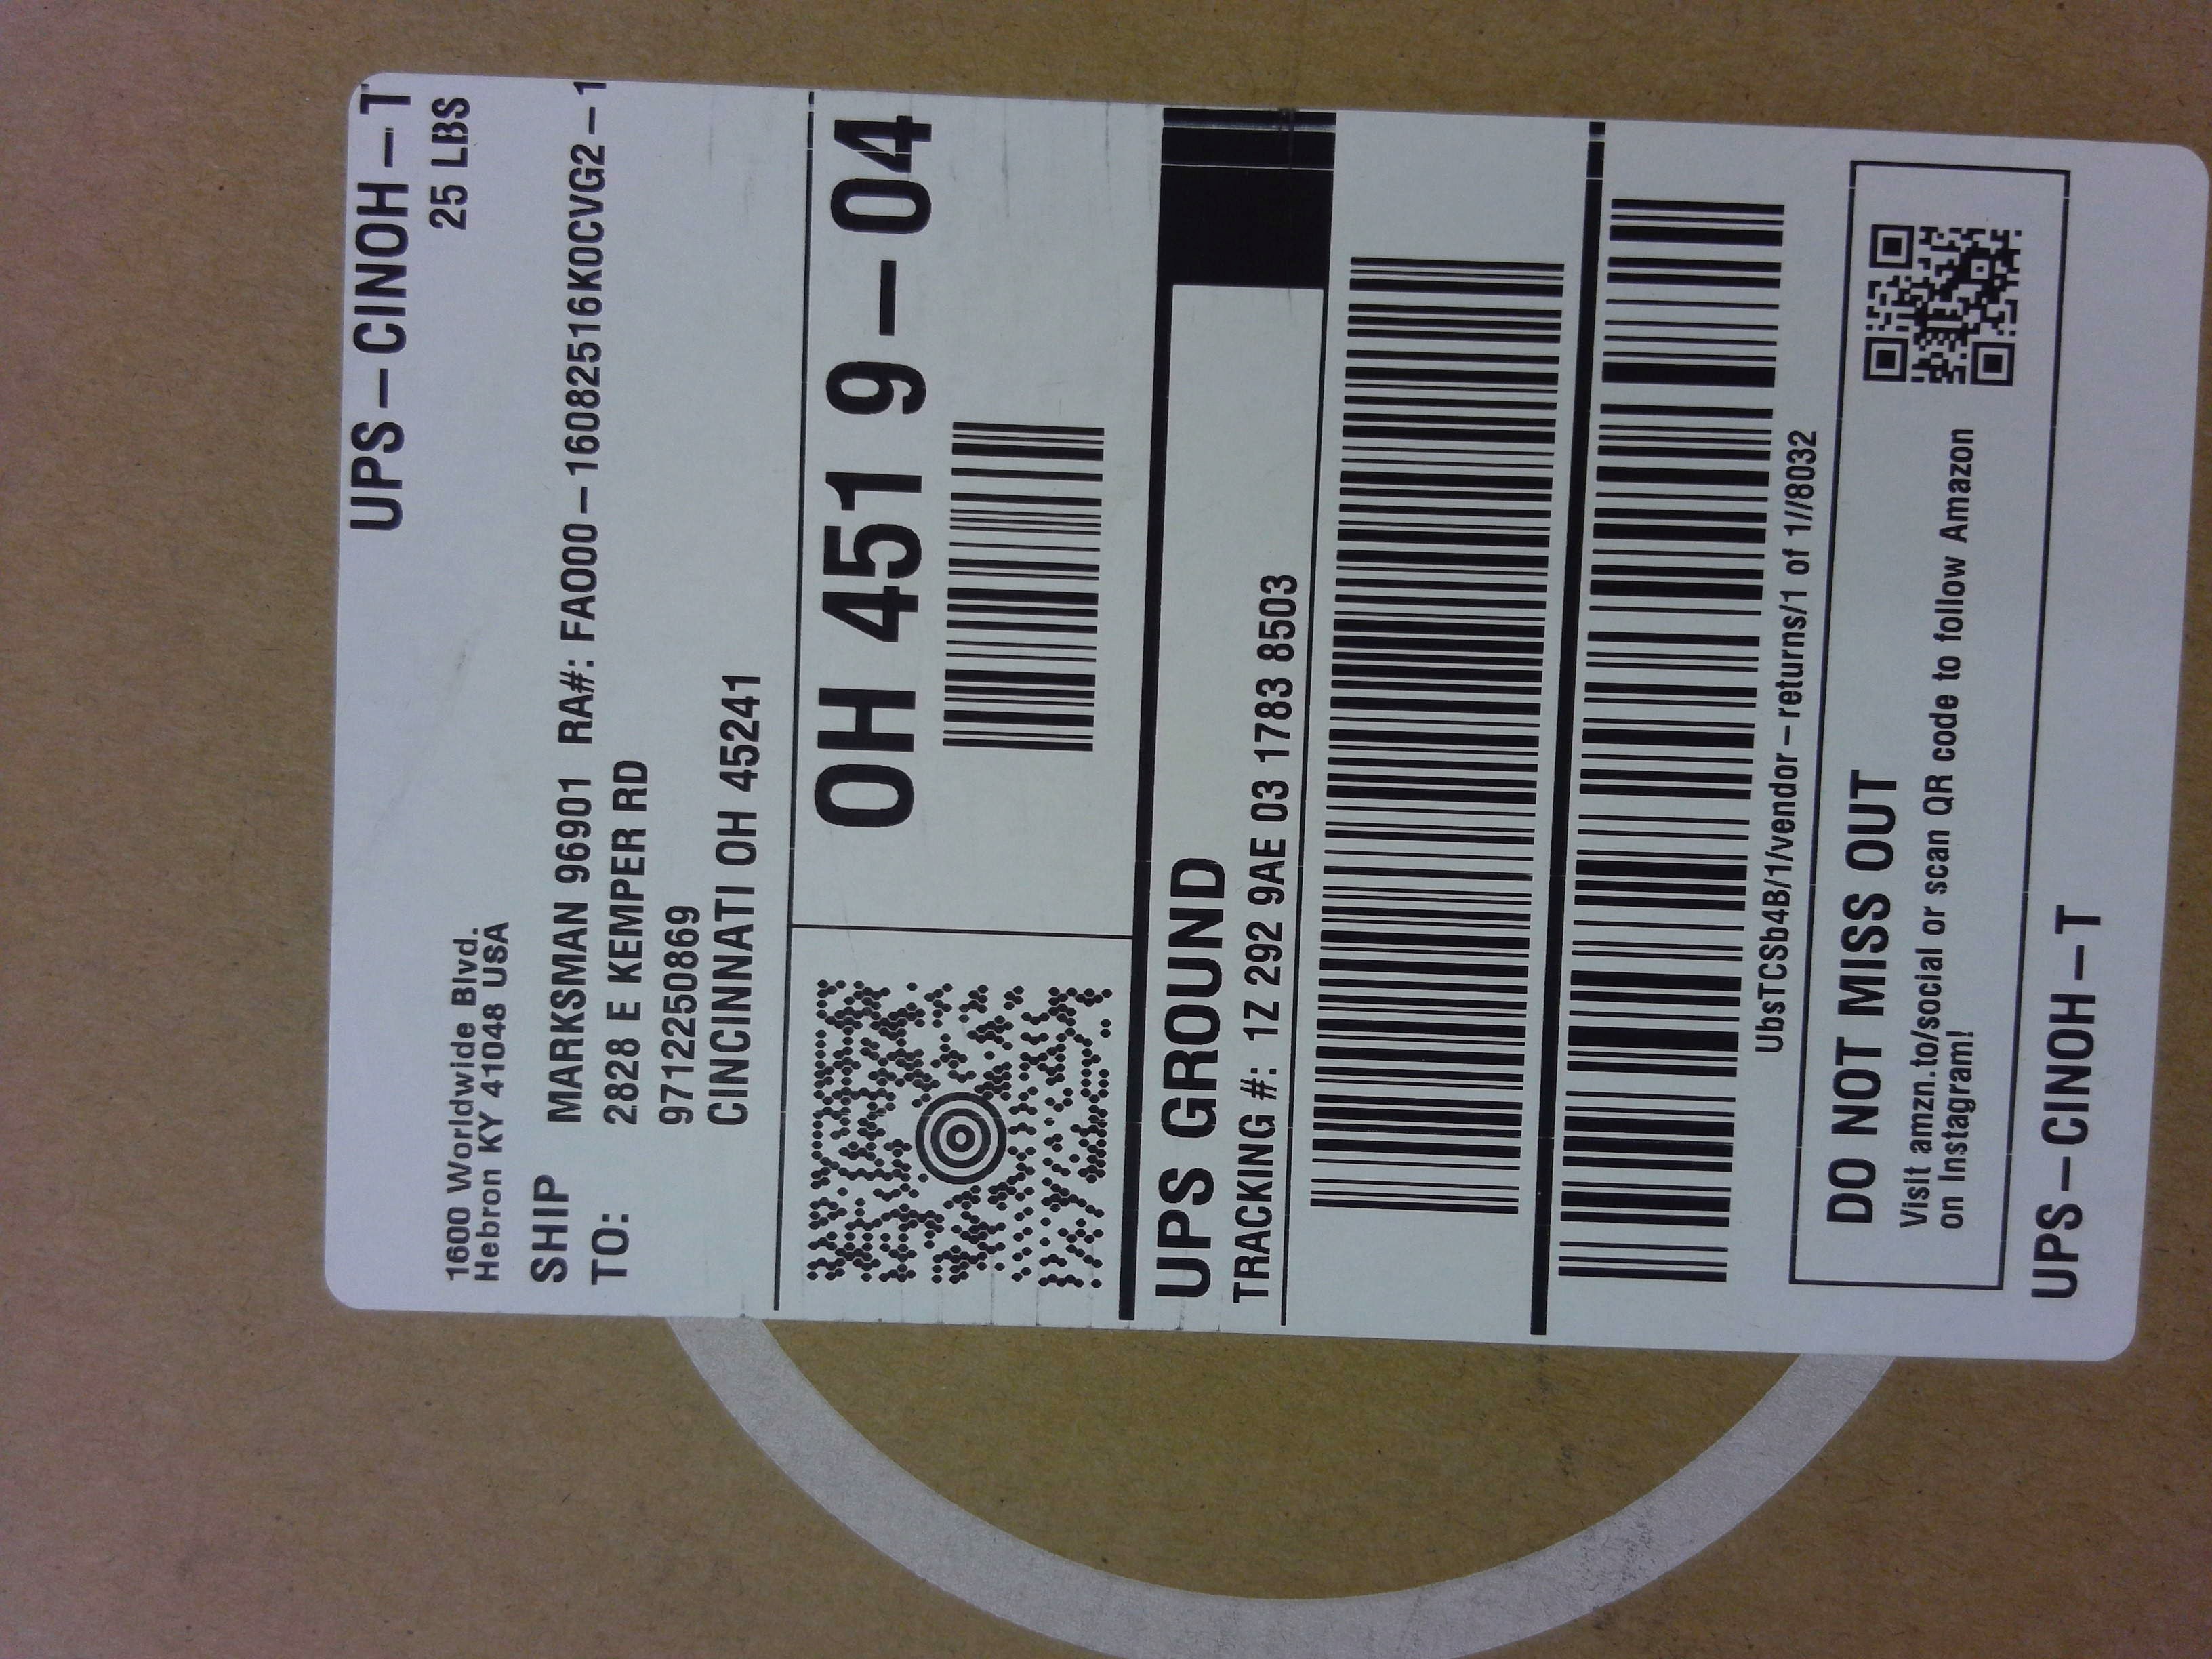 UPS-CINOH-T
25 LBS
1600 Worldwide Blvd.
Hebron KY 41048 USA
SHIP
TO:
MARKSMAN 96901 RA#: FAO00-1608251​6K0CVG2-1
2828 E KEMPER RD
9712250869
CINCINNATI OH 45241
OH 451 9-04
UPS GROUND
TRACKING #: 1Z 292 9AE 03 1783 8503
UbsTCSb4B/1/vendor-returns/1 of 1//8032
DO NOT MISS OUT
Visit amzn.to/social or scan QR code to follow Amazon
on Instagram!
UPS-CINOH-T